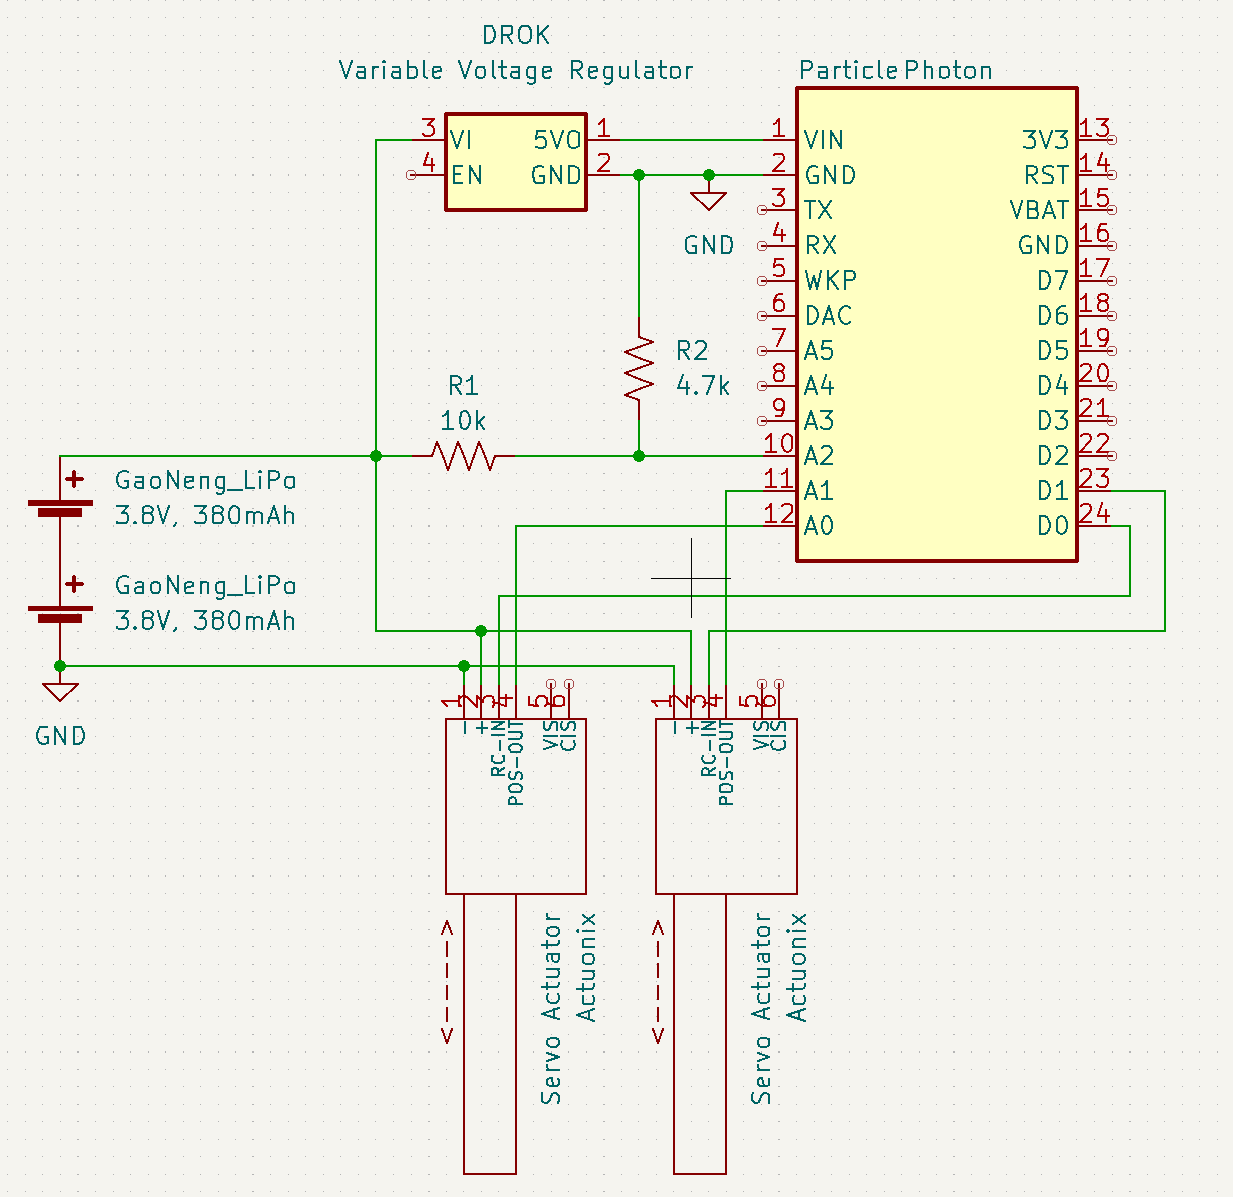 DROK
Variable Voltage Regulator
Particle Photon
3 VI
5VO 1
4 EN
GND 2
1 VIN
3V3 13
2 GND
RST 14
3 TX
VBAT 15
4 RX
GND 16
5 WKP
D7 17
6 DAC
D6 18
7 A5
D5 19
8 A4
D4 20
9 A3
D3 21
10 A2
D2 22
11 A1
D1 23
12 A0
D0 24
GND
R2
4.7k
R1
10k
+
GaoNeng_LiPo
3.8V, 380mAh
+
GaoNeng_LiPo
3.8V, 380mAh
GND
1 -
2 +
3 RC-IN
4 POS-OUT
5 VIS
6 CIS
Servo Actuator
Actuonix
1 -
2 +
3 RC-IN
4 POS-OUT
5 VIS
6 CIS
Servo Actuator
Actuonix